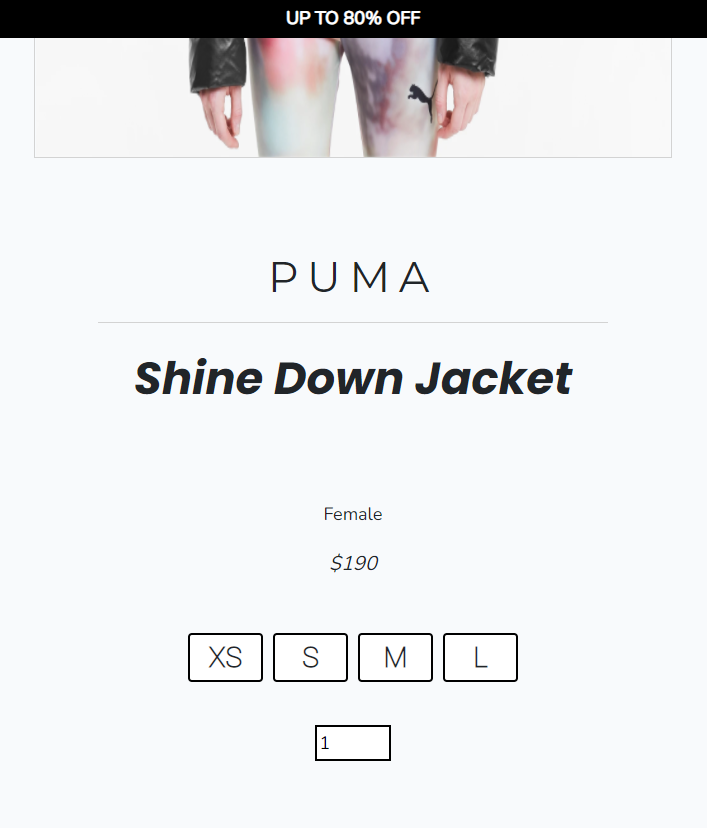 UP TO 80% OFF
PUMA
Shine Down Jacket
Female
$190
XS S M L
1